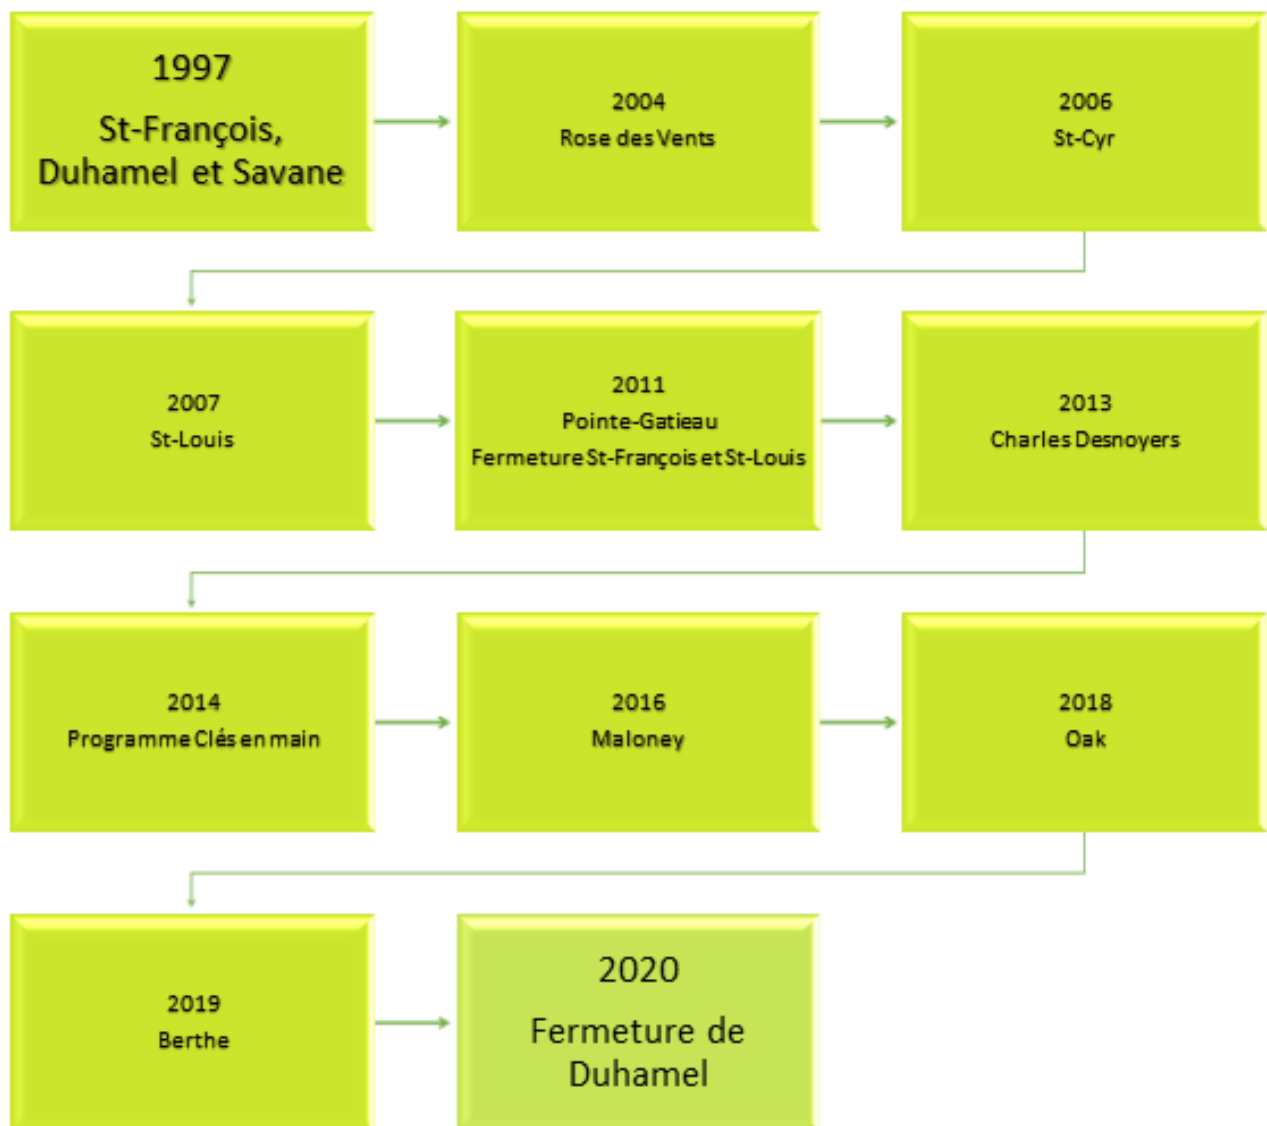 1997
St-François,
Duhamel et Savane
2004
Rose des Vents
2006
St-Cyr
2007
St-Louis
2011
Pointe-Gatieau
Fermeture St-François et St-Louis
2013
Charles Desnoyers
2014
Programme Clés en main
2016
Maloney
2018
Oak
2019
Berthe
2020
Fermeture de
Duhamel